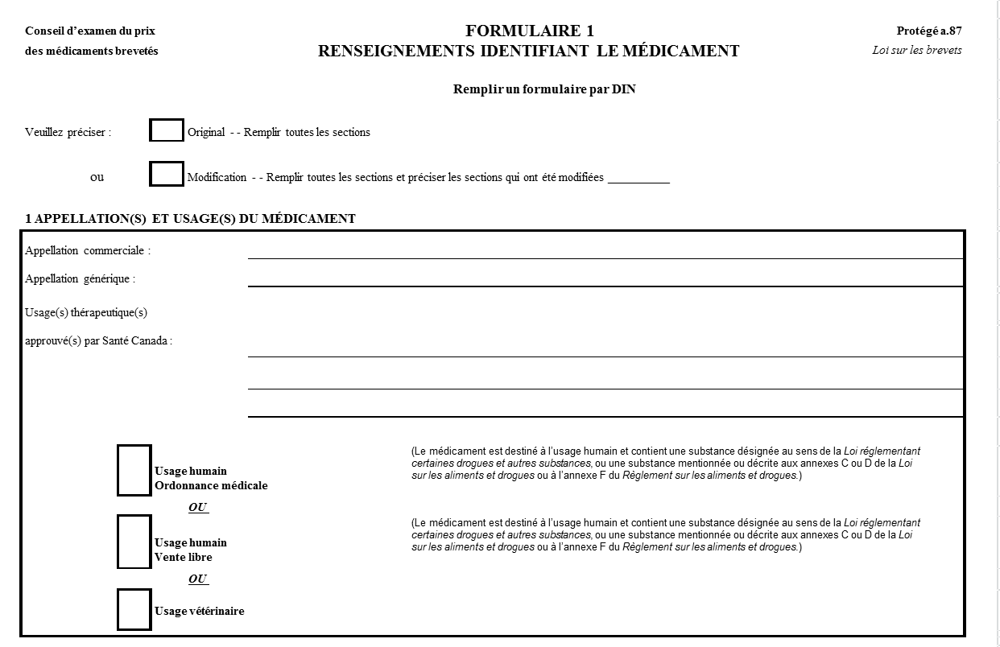 Conseil d'examen du prix
des médicaments brevetés
FORMULAIRE 1
RENSEIGNEMENTS IDENTIFIANT LE MÉDICAMENT
Protégé a.87
Loi sur les brevets
Remplir un formulaire par DIN
Veuillez préciser :
Original - - Remplir toutes les sections
ou
Modification - - Remplir toutes les sections et préciser les sections qui ont été modifiées __________
1 APPELLATION(S) ET USAGE(S) DU MÉDICAMENT
Appellation commerciale :
Appellation générique :
Usage(s) thérapeutique(s)
approuvé(s) par Santé Canada :
Usage humain
Ordonnance médicale
(Le médicament est destiné à l'usage humain et contient une substance désignée au sens de la Loi réglementant
certaines drogues et autres substances, ou une substance mentionnée ou décrite aux annexes C ou D de la Loi
sur les aliments et drogues ou à l'annexe F du Règlement sur les aliments et drogues.)
OU
Usage humain
Vente libre
(Le médicament est destiné à l'usage humain et contient une substance désignée au sens de la Loi réglementant
certaines drogues et autres substances, ou une substance mentionnée ou décrite aux annexes C ou D de la Loi
sur les aliments et drogues ou à l'annexe F du Règlement sur les aliments et drogues.)
OU
Usage vétérinaire